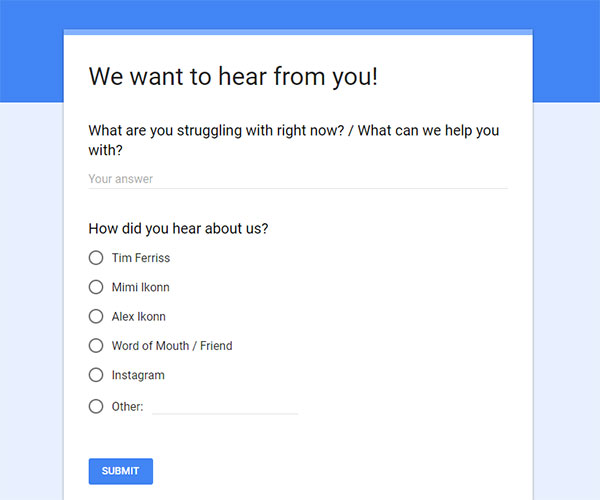 We want to hear from you!
What are you struggling with right now? / What can we help you
with?
Your answer
How did you hear about us?
Tim Ferriss
Mimi Ikonn
Alex Ikonn
Word of Mouth / Friend
Instagram
Other:
SUBMIT